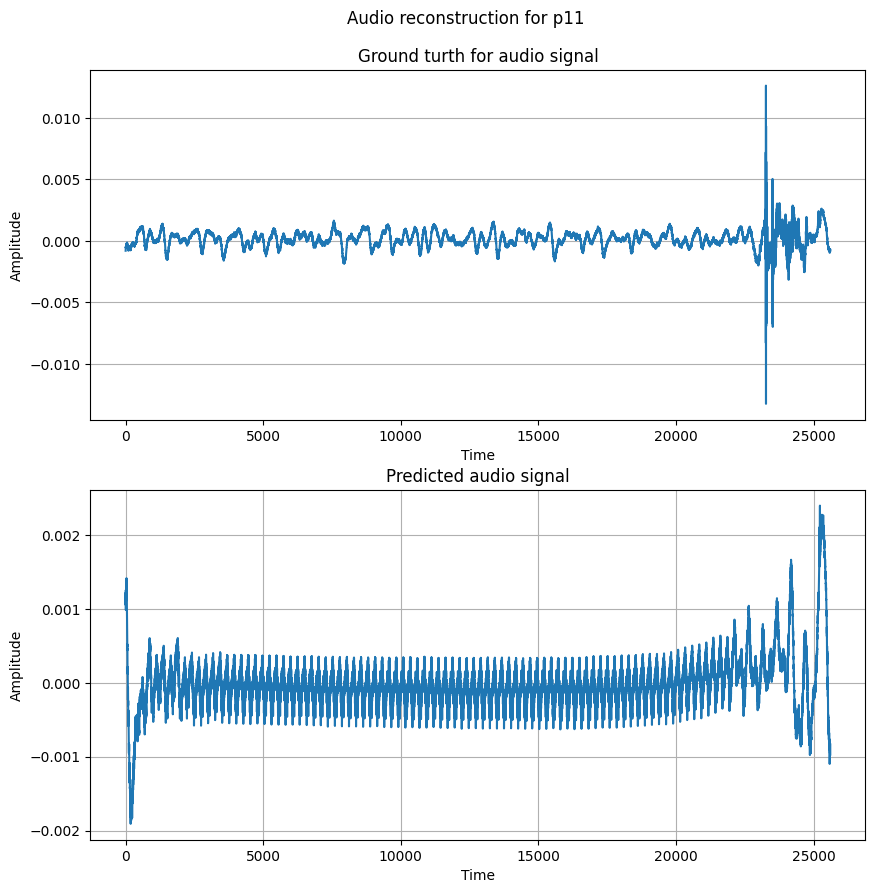 Audio reconstruction for p11
Ground turth for audio signal
0.010
0.005
0.000
−0.005
−0.010
Amplitude
0 5000 10000 15000 20000 25000
Time
Predicted audio signal
0.002
0.001
0.000
−0.001
−0.002
Amplitude
0 5000 10000 15000 20000 25000
Time